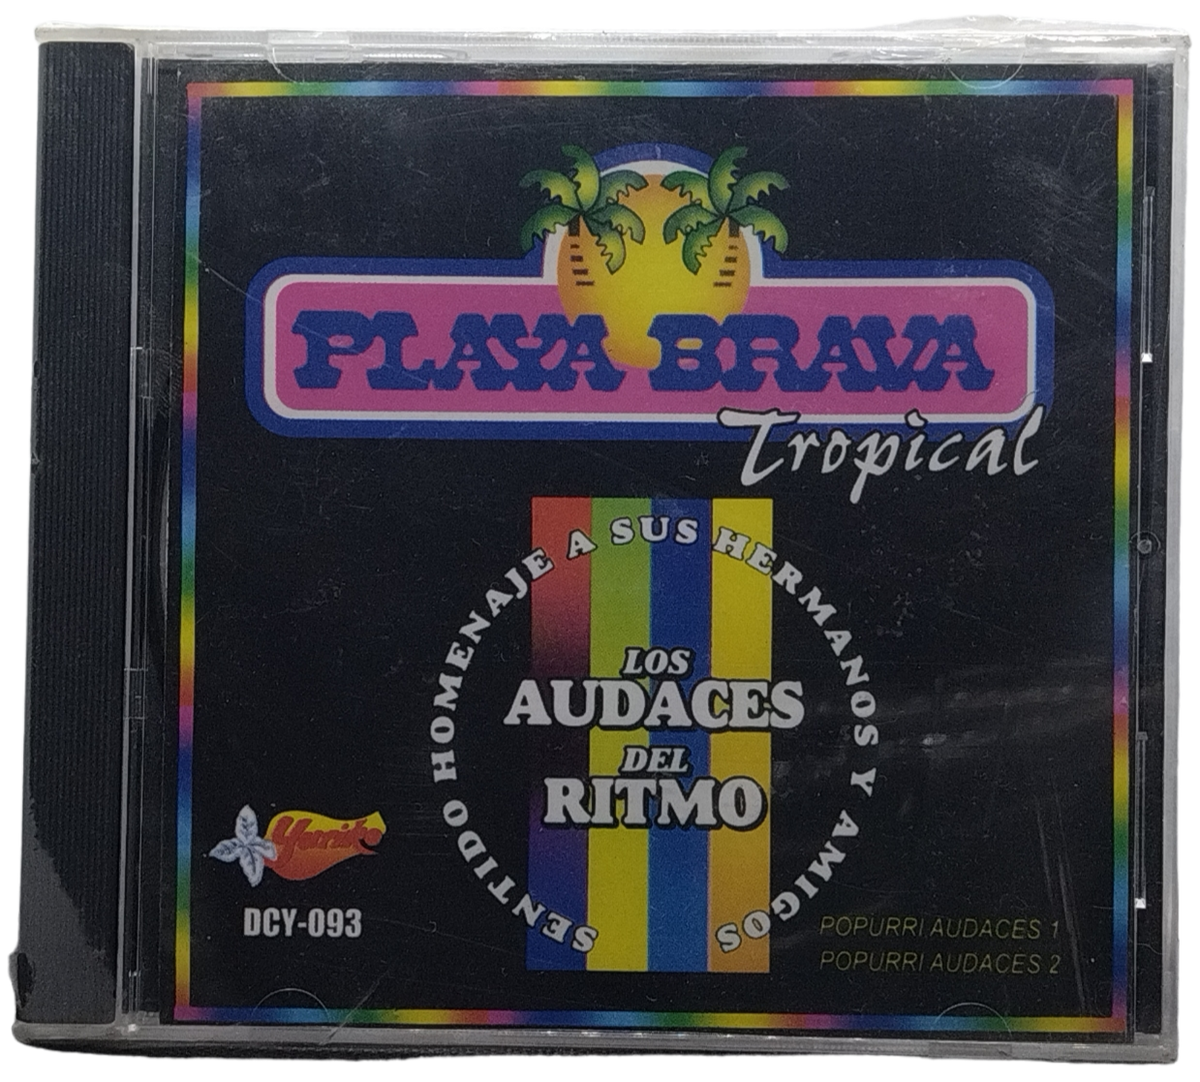 PLAYA BRAVA
Tropical
SENTIDO HOMENAJE A SUS HERMANOS Y AMIGOS
LOS
AUDACES
DEL
RITMO
Yumiko
DCY-093
POPURRI AUDACES 1
POPURRI AUDACES 2